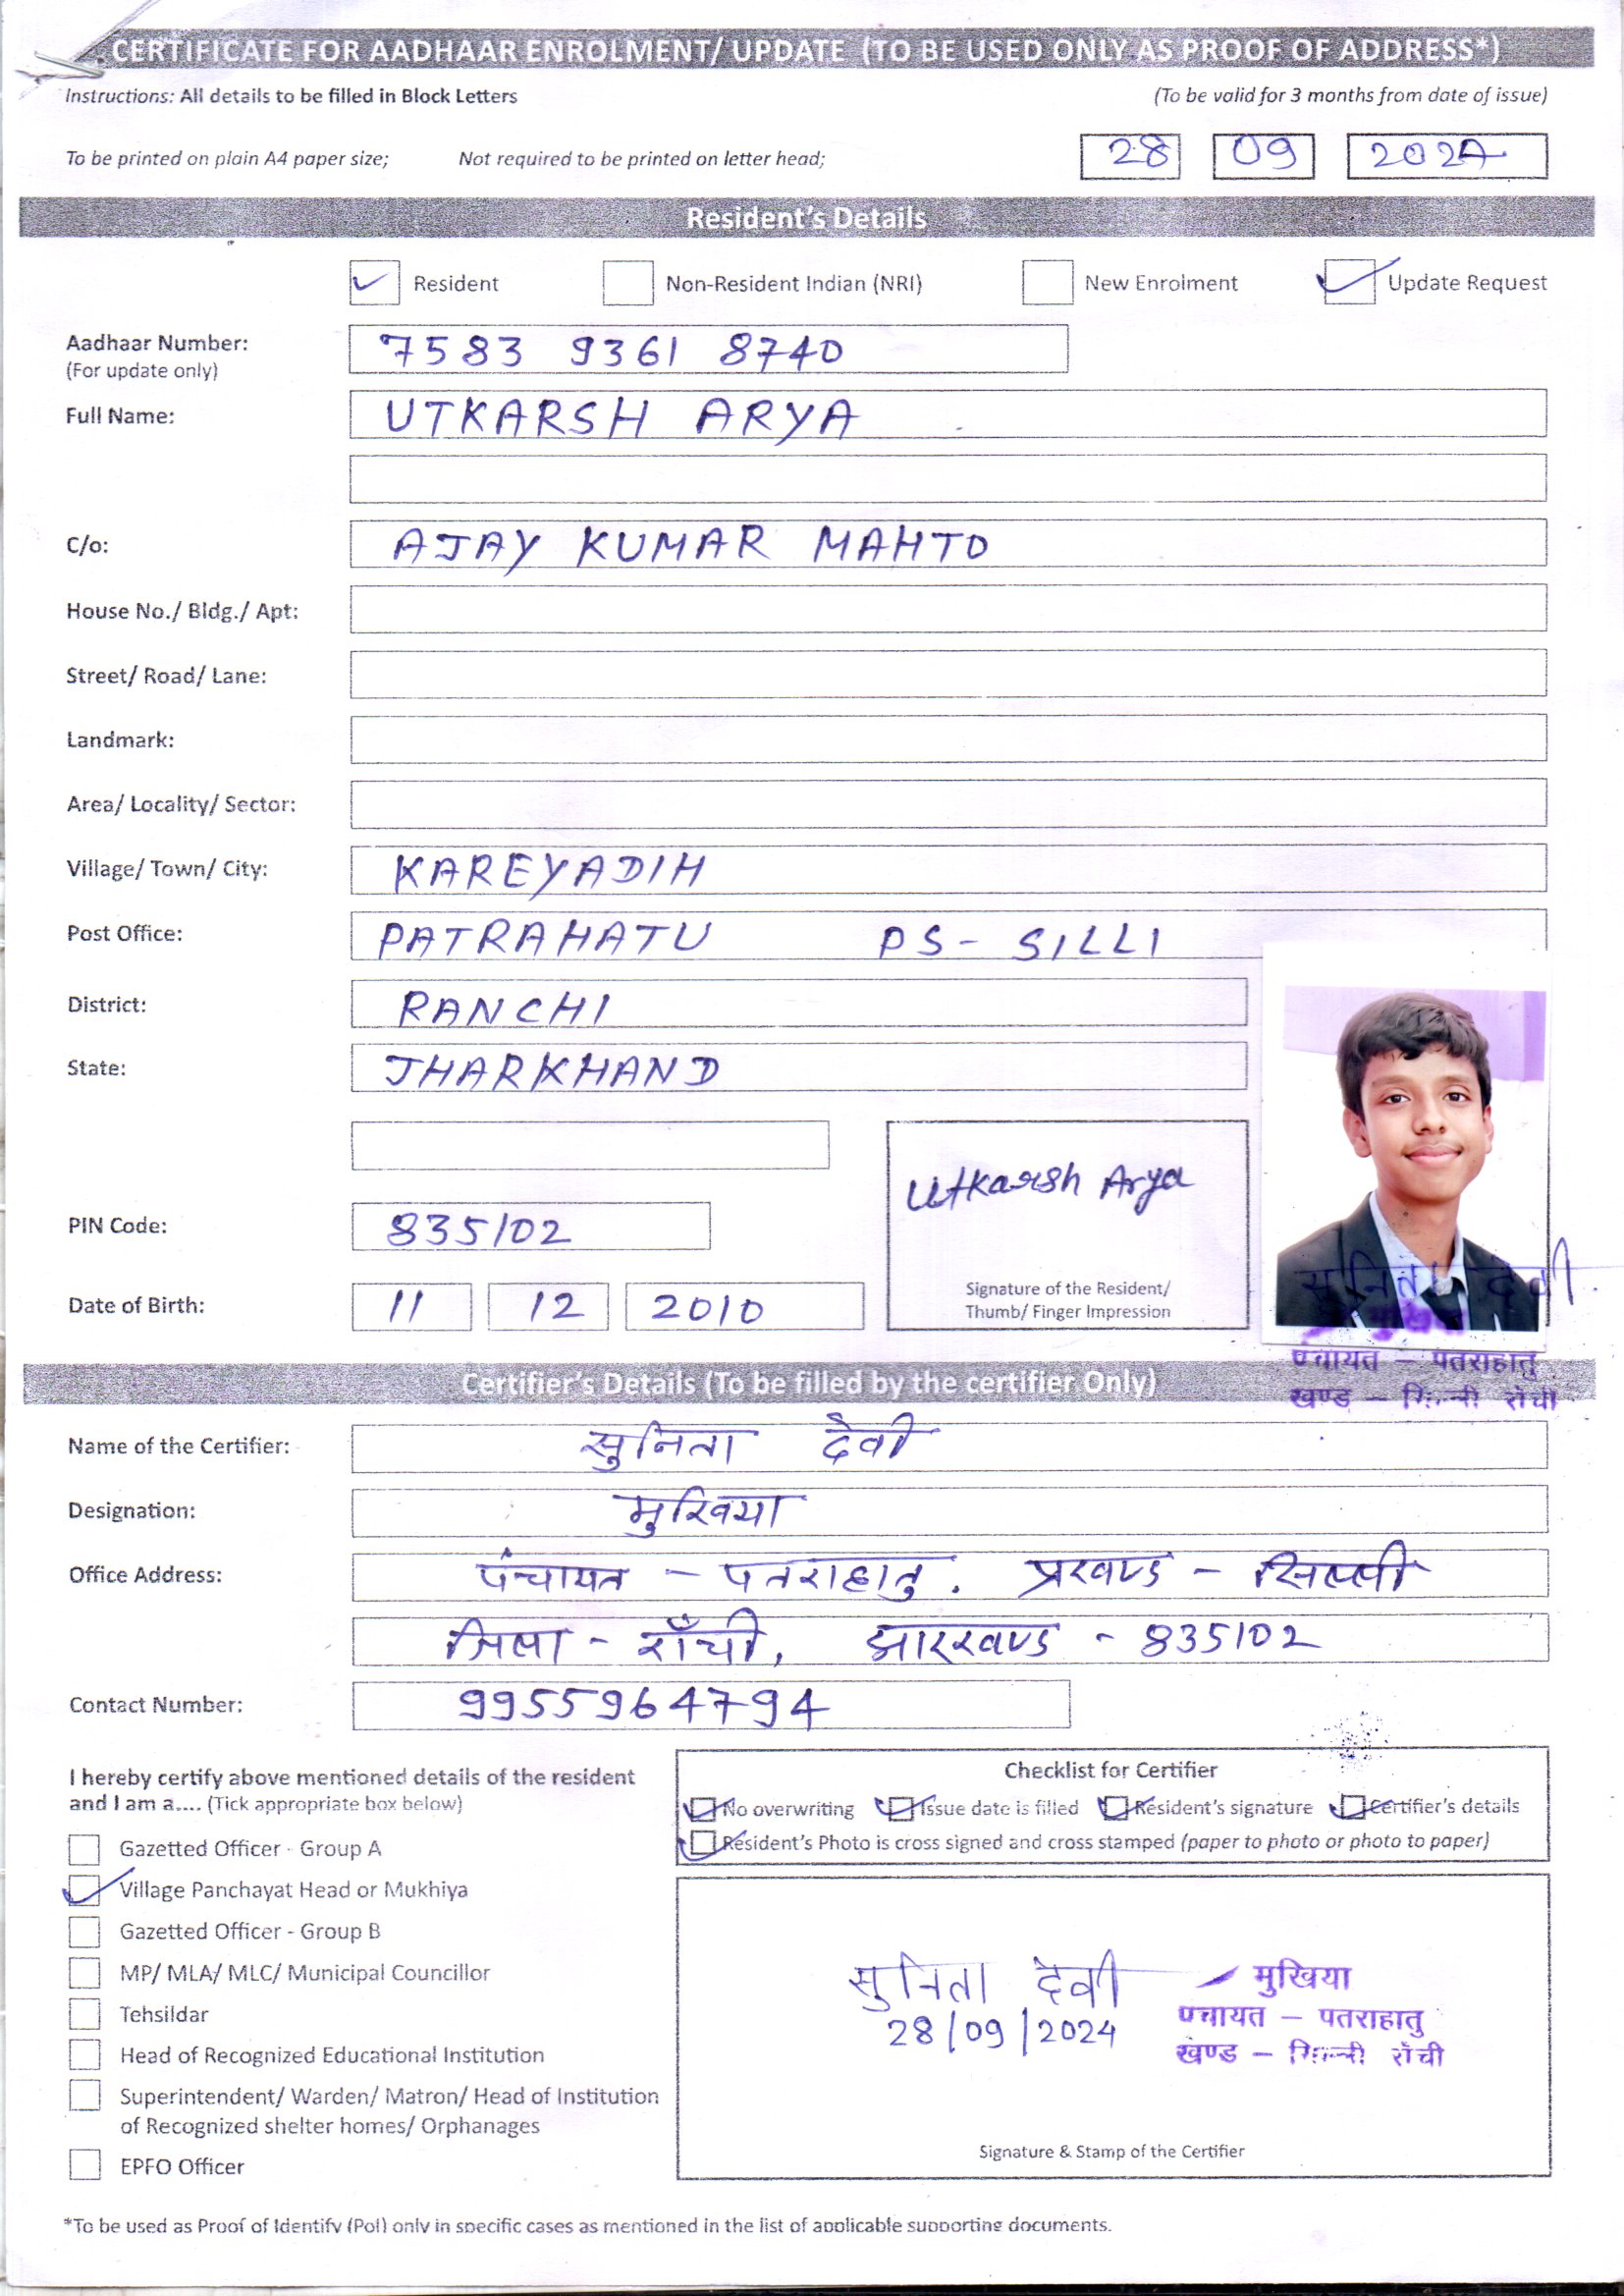 CERTIFICATE FOR AADHAAR ENROLMENT/ UPDATE (TO BE USED ONLY AS PROOF OF ADDRESS*)
Instructions: All details to be filled in Block Letters (To be valid for 3 months from date of issue)
To be printed on plain A4 paper size; Not required to be printed on letter head; 28 09 2024
Resident's Details
Resident Non-Resident Indian (NRI) New Enrolment Update Request
Aadhaar Number: 7583 9361 8740
(For update only)
Full Name: UTKARSH ARYA
C/o: AJAY KUMAR MAHTO
House No./ Bldg./ Apt:
Street/ Road/ Lane:
Landmark:
Area/ Locality/ Sector:
Village/ Town/ City: KAREYADIH
Post Office: PATRAHATU PS- SILLI
District: RANCHI
State: JHARKHAND
Utkarsh Arya
PIN Code: 835102
Signature of the Resident/
Thumb/ Finger Impression
Date of Birth: 11 12 2010
सुनिता देवी
पंचायत – पतराहातु
खण्ड – राँची
Certifier's Details (To be filled by the certifier Only)
Name of the Certifier: सुनिता देवी
Designation: मुखिया
Office Address: पंचायत – पतराहातु. प्रखण्ड – सिल्ली
जिला - राँची, झारखण्ड - 835102
Contact Number: 9955964794
I hereby certify above mentioned details of the resident
and I am a.... (Tick appropriate box below)
Gazetted Officer - Group A
Village Panchayat Head or Mukhiya
Gazetted Officer - Group B
MP/ MLA/ MLC/ Municipal Councillor
Tehsildar
Head of Recognized Educational Institution
Superintendent/ Warden/ Matron/ Head of Institution
of Recognized shelter homes/ Orphanages
EPFO Officer
Checklist for Certifier
No overwriting Issue date is filled Resident's signature Certifier's details
Resident's Photo is cross signed and cross stamped (paper to photo or photo to paper)
सुनिता देवी
28/09/2024
मुखिया
पंचायत – पतराहातु
खण्ड – राँची
Signature & Stamp of the Certifier
*To be used as Proof of Identify (PoI) only in specific cases as mentioned in the list of applicable supporting documents.